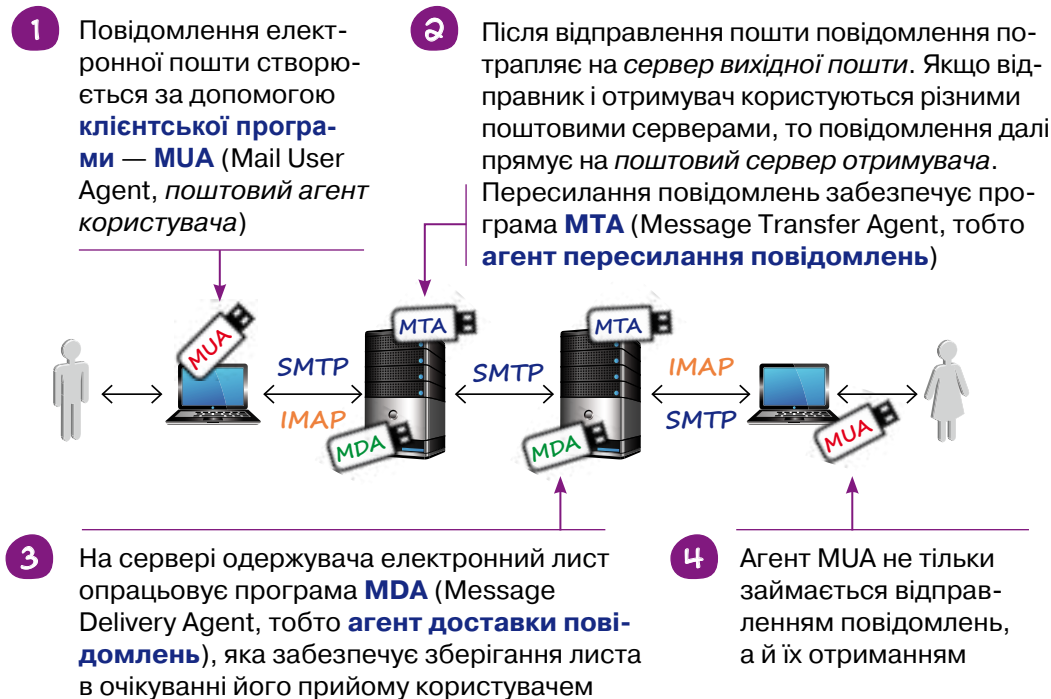 1
Повідомлення елект-
ронної пошти створю-
ється за допомогою
клієнтської програ-
ми — MUA (Mail User
Agent, поштовий агент
користувача)
2
Після відправлення пошти повідомлення по-
трапляє на сервер вихідної пошти. Якщо від-
правник і отримувач користуються різними
поштовими серверами, то повідомлення далі
прямує на поштовий сервер отримувача.
Пересилання повідомлень забезпечує про-
грама MTA (Message Transfer Agent, тобто
агент пересилання повідомлень)
MUA
SMTP
IMAP
MTA
MDA
SMTP
MTA
MDA
IMAP
SMTP
MUA
3
На сервері одержувача електронний лист
опрацьовує програма MDA (Message
Delivery Agent, тобто агент доставки пові-
домлень), яка забезпечує зберігання листа
в очікуванні його прийому користувачем
4
Агент MUA не тільки
займається відправ-
ленням повідомлень,
а й їх отриманням